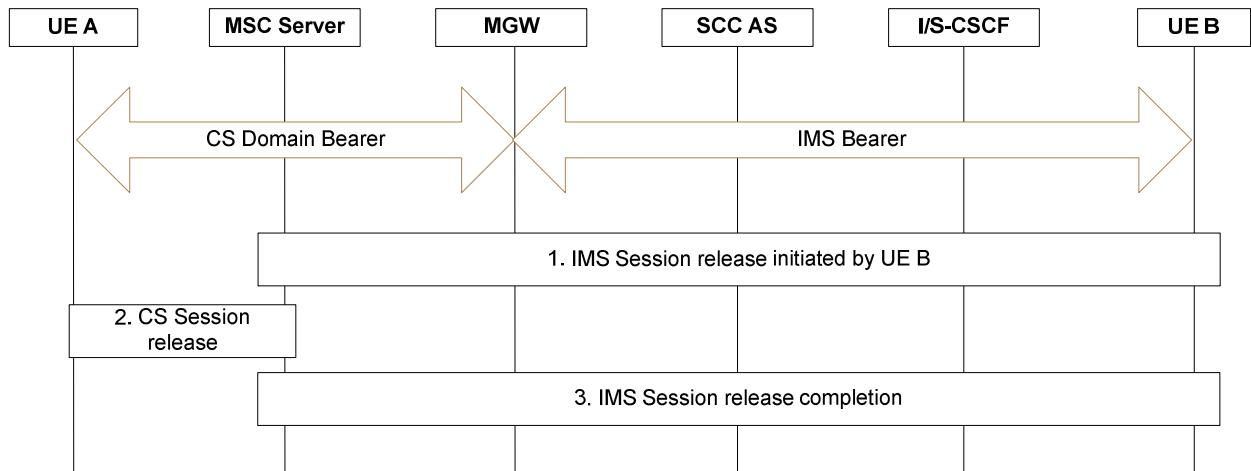 UE A
MSC Server
MGW
SCC AS
I/S-CSCF
UE B
CS Domain Bearer
IMS Bearer
1. IMS Session release initiated by UE B
2. CS Session
release
3. IMS Session release completion